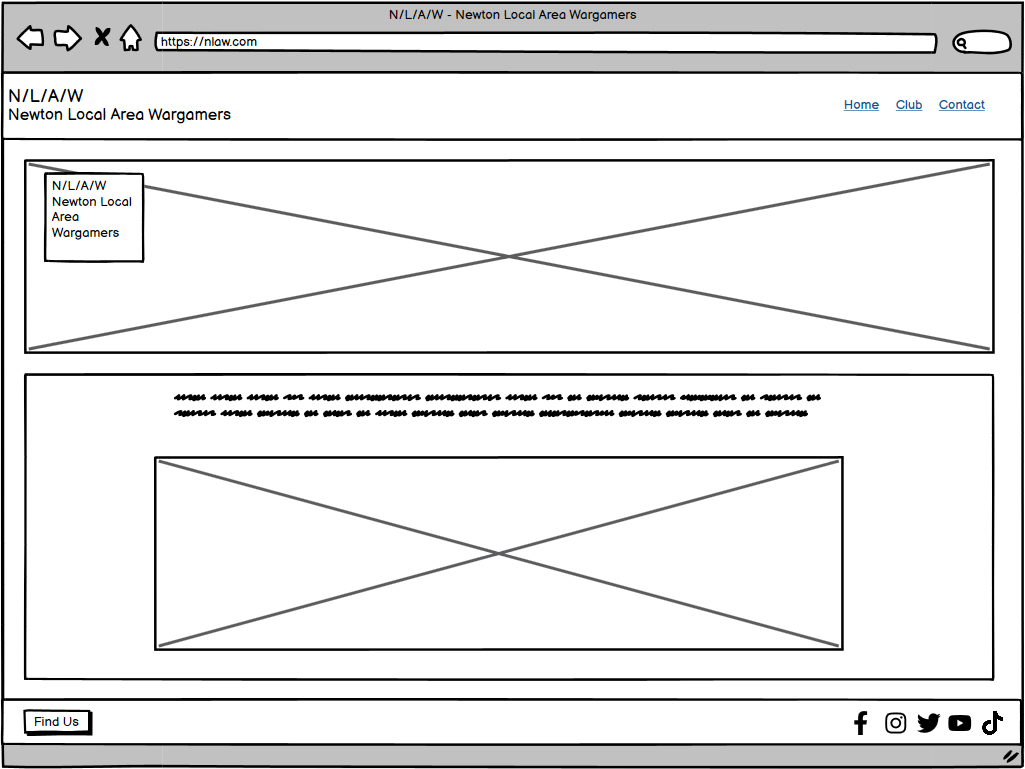 N/L/A/W - Newton Local Area Wargamers
https://nlaw.com
N/L/A/W
Newton Local Area Wargamers
Home Club Contact
N/L/A/W
Newton Local
Area
Wargamers
Find Us